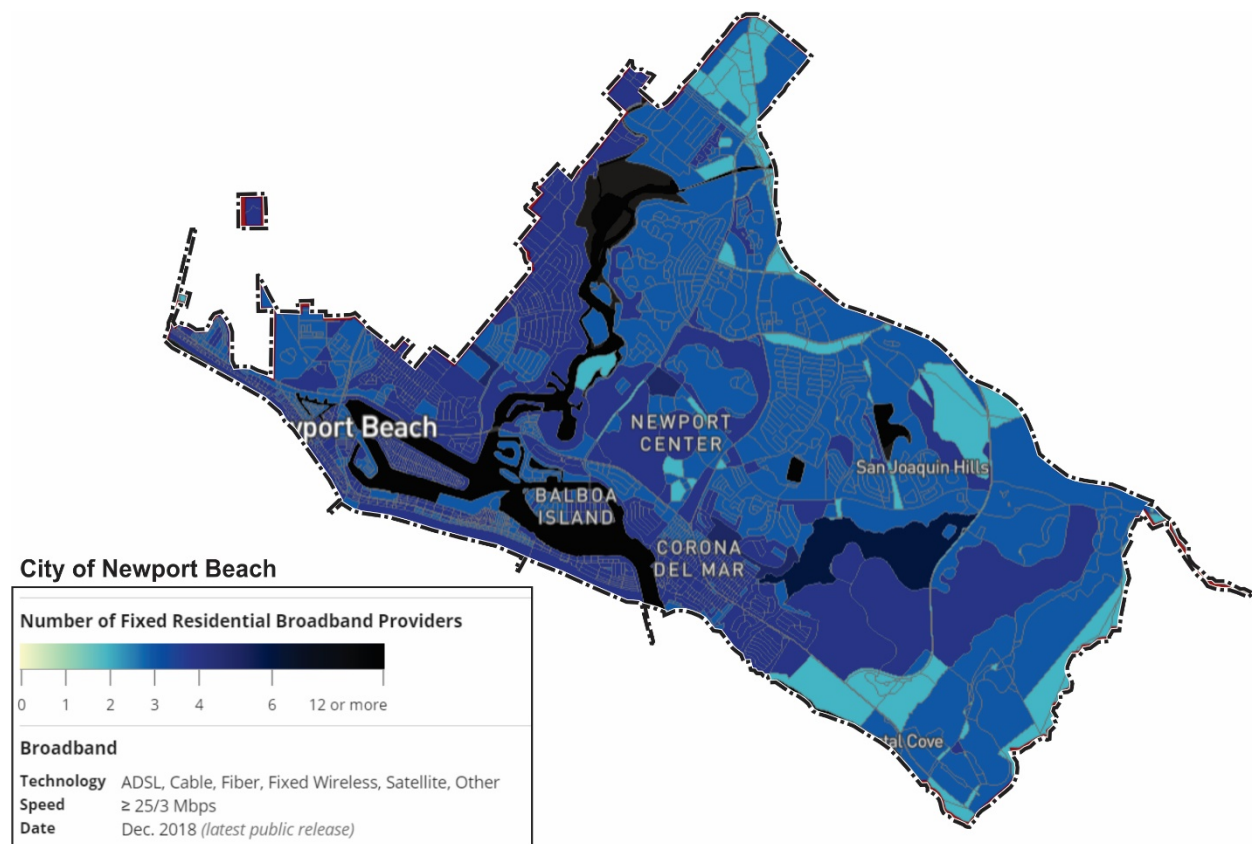 vport Beach
NEWPORT
CENTER
San Joaquin Hills
BALBOA
ISLAND
CORONA
DEL MAR
tal Cove
City of Newport Beach
Number of Fixed Residential Broadband Providers
0 1 2 3 4 6 12 or more
Broadband
Technology ADSL, Cable, Fiber, Fixed Wireless, Satellite, Other
Speed ≥ 25/3 Mbps
Date Dec. 2018 (latest public release)